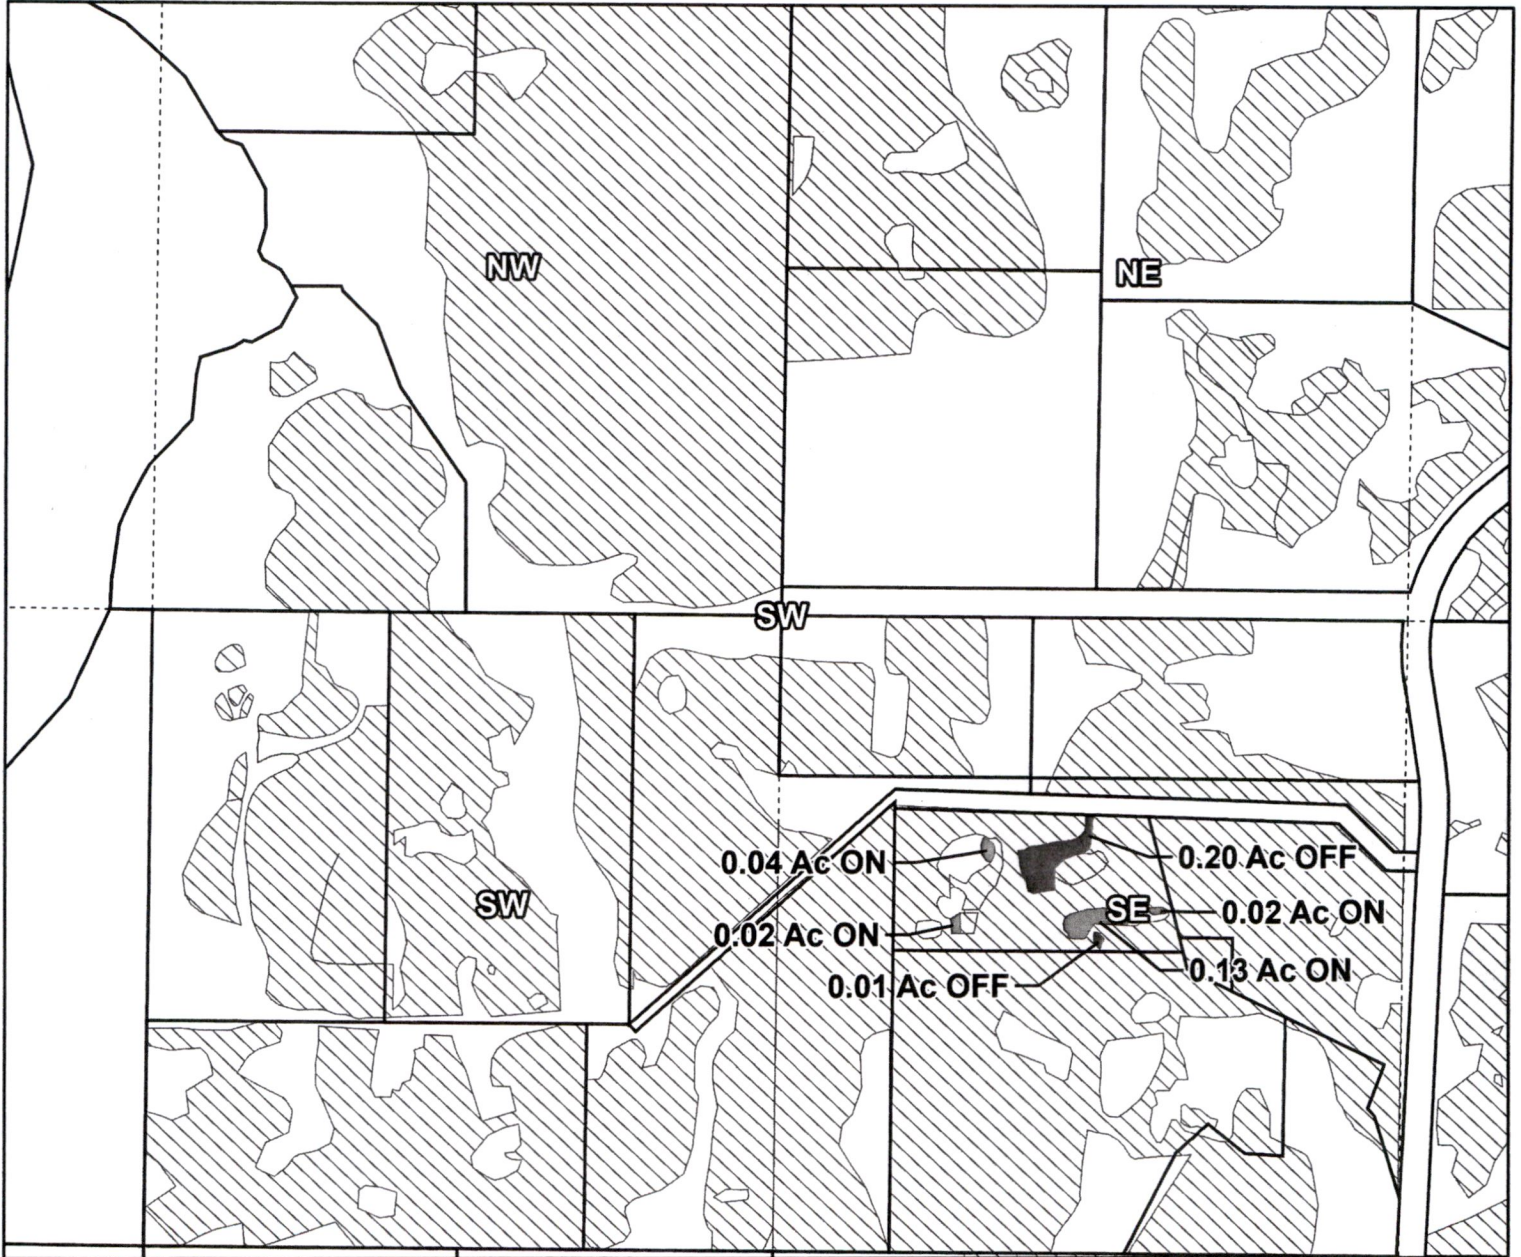 NW
NE
SW
0.04 Ac ON
0.20 Ac OFF
SW
SE
0.02 Ac ON
0.02 Ac ON
0.13 Ac ON
0.01 Ac OFF